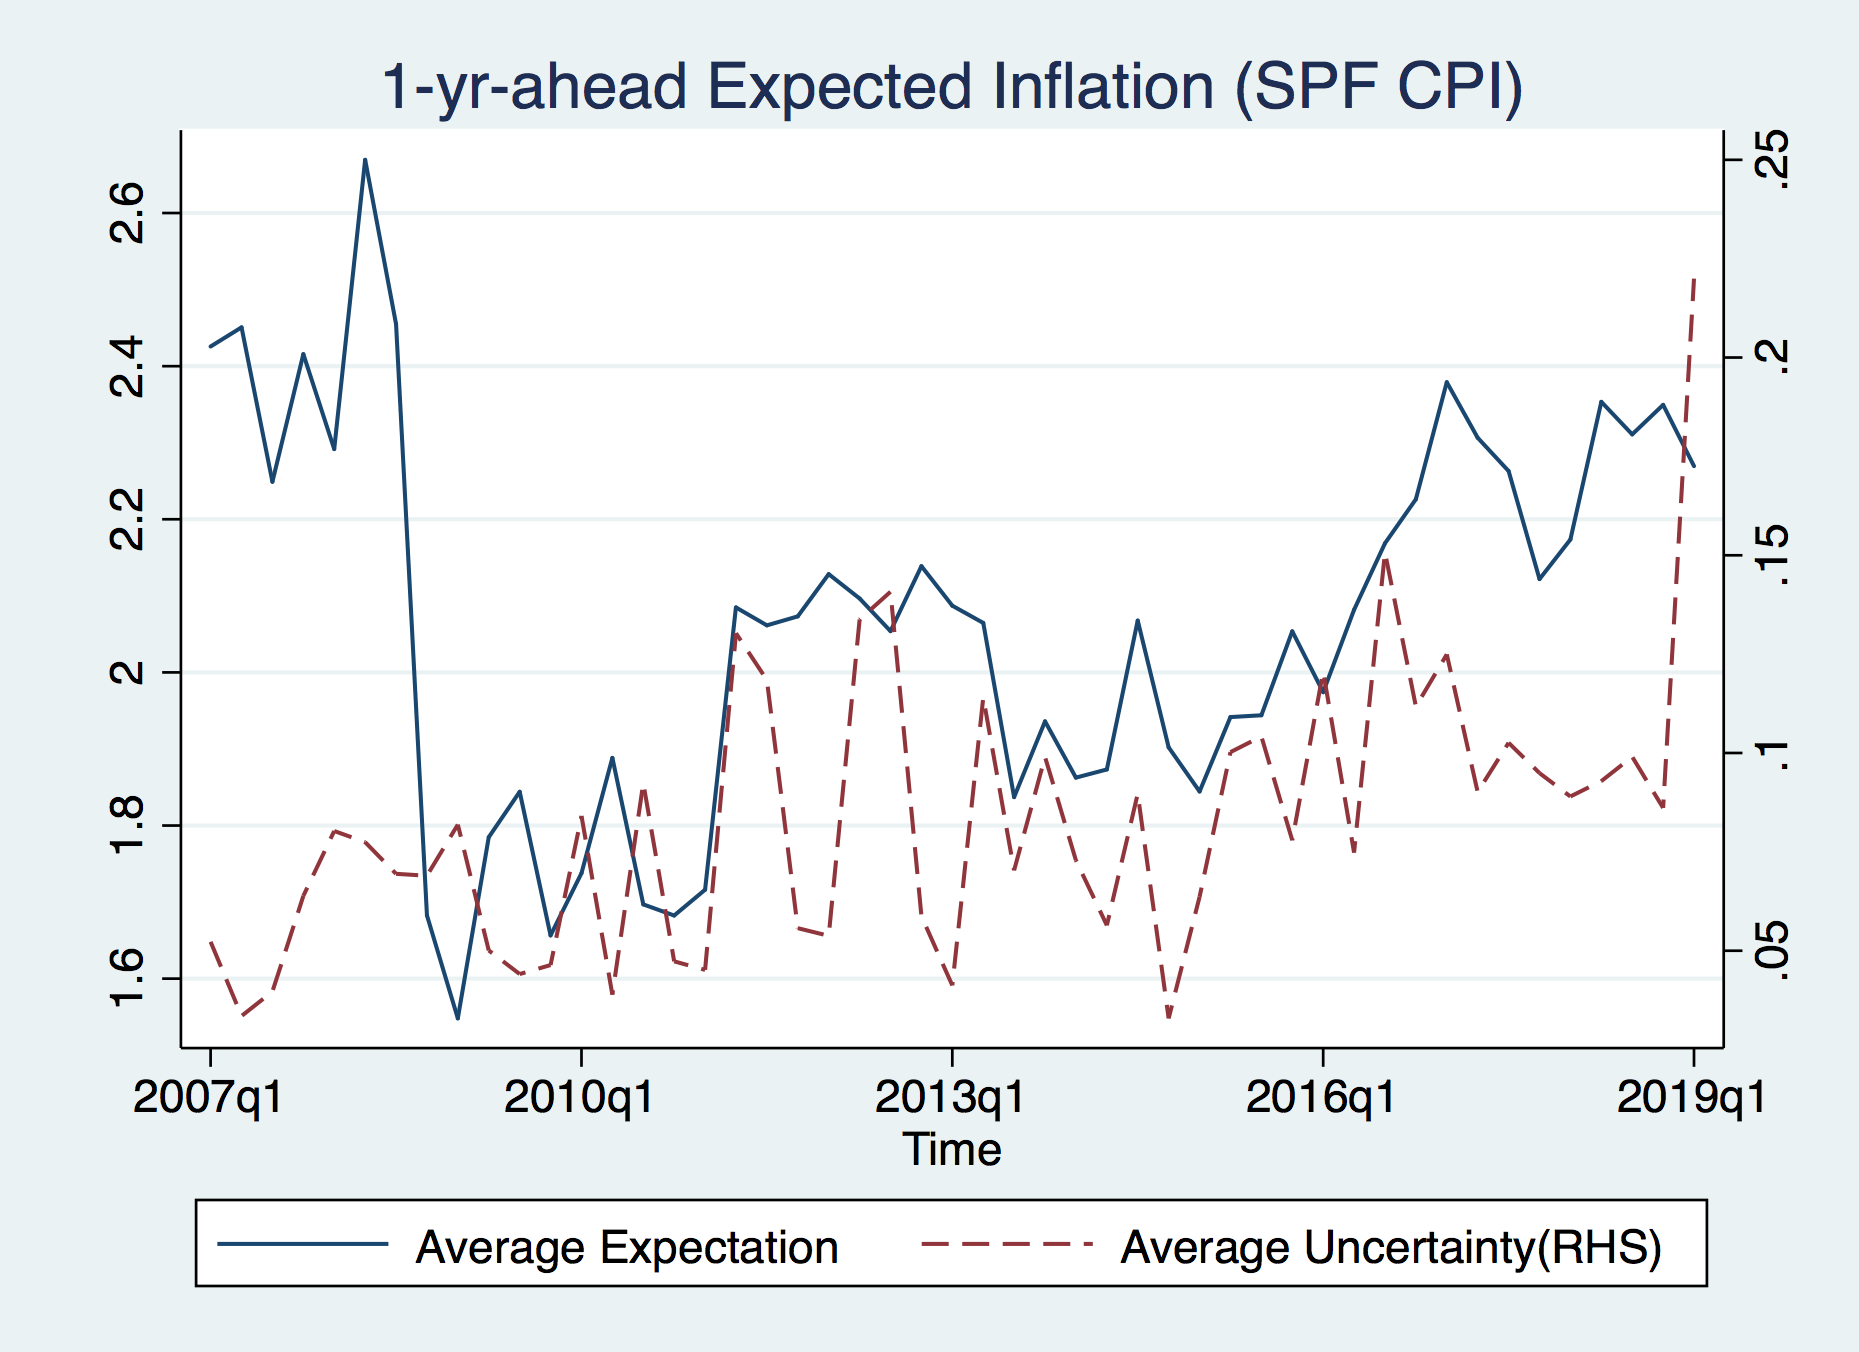 1-yr-ahead Expected Inflation (SPF CPI)
2.6
2.4
2.2
2
1.8
1.6
.25
.2
.15
.1
.05
2007q1 2010q1 2013q1 2016q1 2019q1
Time
Average Expectation Average Uncertainty(RHS)